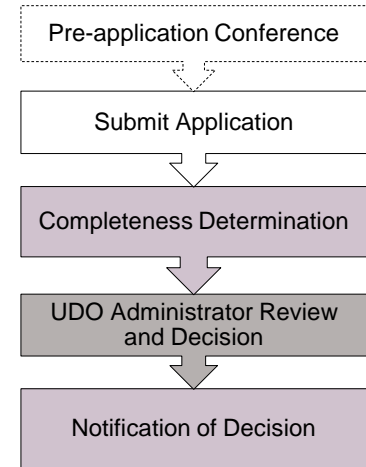 Pre-application Conference
Submit Application
Completeness Determination
UDO Administrator Review
and Decision
Notification of Decision